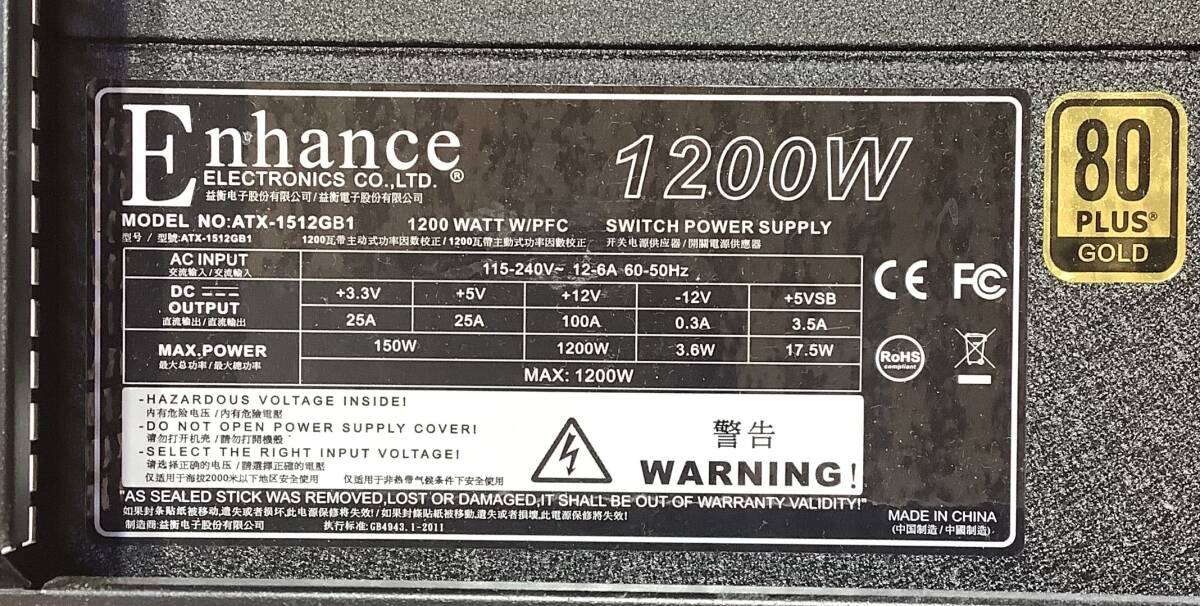 Enhance
ELECTRONICS CO.,LTD. ®
益衡电子股份有限公司/益衡電子股份有限公司
1200W
80
PLUS®
GOLD
MODEL NO:ATX-1512GB1 1200 WATT W/PFC SWITCH POWER SUPPLY
型号/型號:ATX-1512GB1 1200瓦带主动式功率因数校正/1200瓦帶主動式功率因數校正 开关电源供应器/開關電源供應器
AC INPUT 115-240V~ 12-6A 60-50Hz
交流输入/交流輸入
DC OUTPUT +3.3V +5V +12V -12V +5VSB
直流输出/直流輸出 25A 25A 100A 0.3A 3.5A
MAX.POWER 150W 1200W 3.6W 17.5W
最大总功率/最大總功率 MAX: 1200W
CE FC
RoHS
compliant
-HAZARDOUS VOLTAGE INSIDE!
内有危险电压/內有危險電壓
-DO NOT OPEN POWER SUPPLY COVER!
请勿打开机壳/請勿打開機殼
-SELECT THE RIGHT INPUT VOLTAGE!
请选择正确的电压/請選擇正確的電壓
仅适用于海拔2000米以下地区安全使用 仅适用于非热带气候条件下安全使用
警告
WARNING!
"AS SEALED STICK WAS REMOVED,LOST OR DAMAGED,IT SHALL BE OUT OF WARRANTY VALIDITY!"
如果封条贴纸被移动,遗失或者损坏,此电源保修将失效!/如果封條貼紙被移動,遺失或者損壞,此電源保修將失效!
制造商:益衡电子股份有限公司 执行标准:GB4943.1-2011
MADE IN CHINA
(中国制造/中國制造)